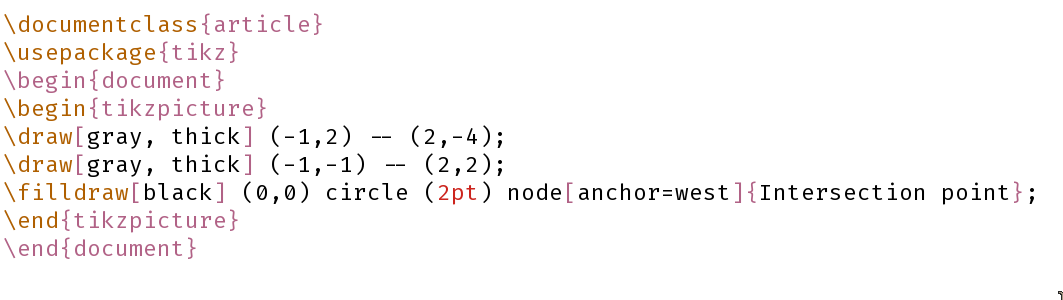 \documentclass{article}
\usepackage{tikz}
\begin{document}
\begin{tikzpicture}
\draw[gray, thick] (-1,2) -- (2,-4);
\draw[gray, thick] (-1,-1) -- (2,2);
\filldraw[black] (0,0) circle (2pt) node[anchor=west]{Intersection point};
\end{tikzpicture}
\end{document}